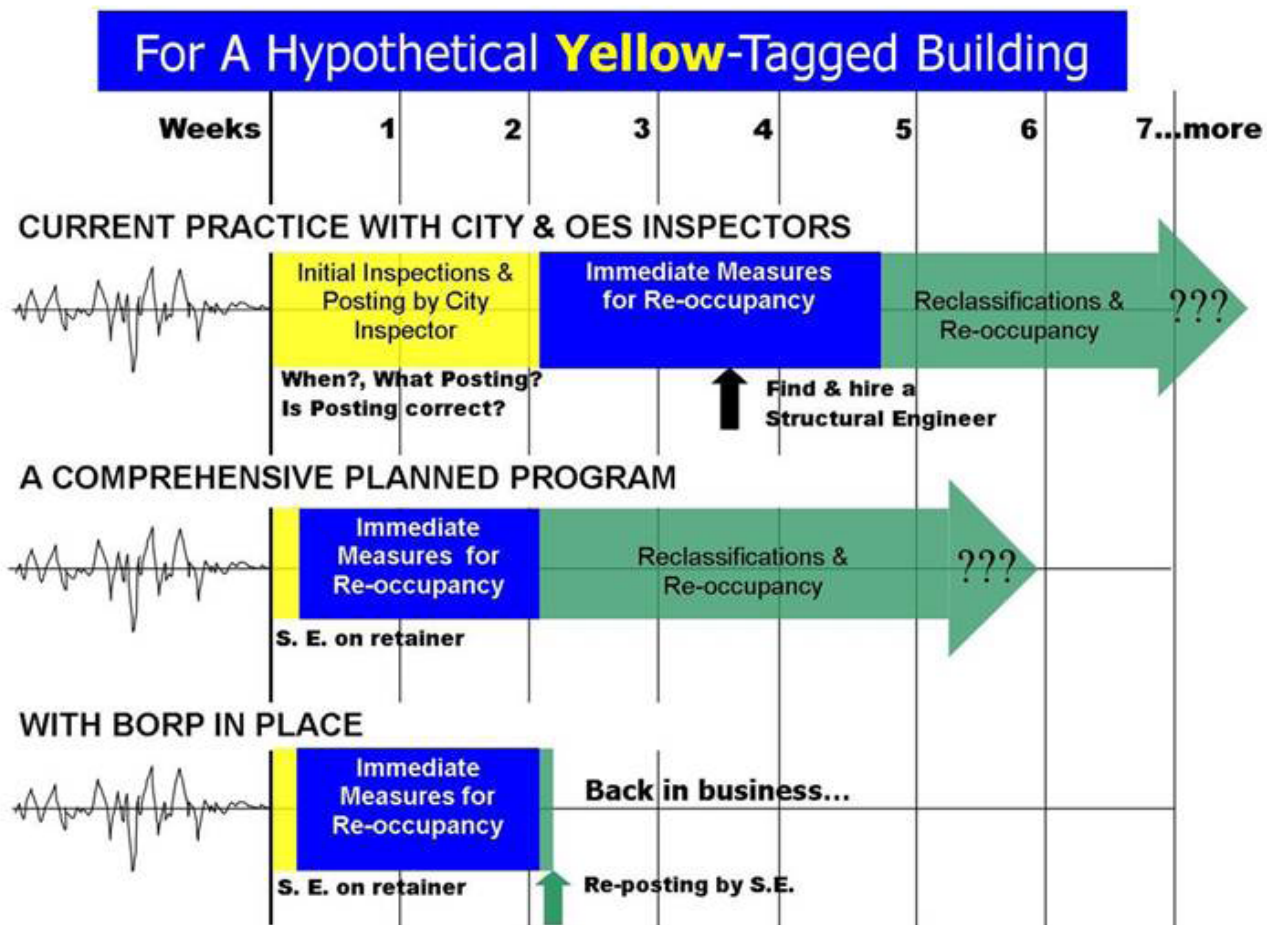 For A Hypothetical Yellow-Tagged Building
Weeks 1 2 3 4 5 6 7...more
CURRENT PRACTICE WITH CITY & OES INSPECTORS
Initial Inspections &
Posting by City
Inspector
Immediate Measures
for Re-occupancy
Reclassifications &
Re-occupancy
???
When?, What Posting?
Is Posting correct?
Find & hire a
Structural Engineer
A COMPREHENSIVE PLANNED PROGRAM
Immediate
Measures for
Re-occupancy
Reclassifications &
Re-occupancy
???
S. E. on retainer
WITH BORP IN PLACE
Immediate
Measures for
Re-occupancy
Back in business...
S. E. on retainer
Re-posting by S.E.